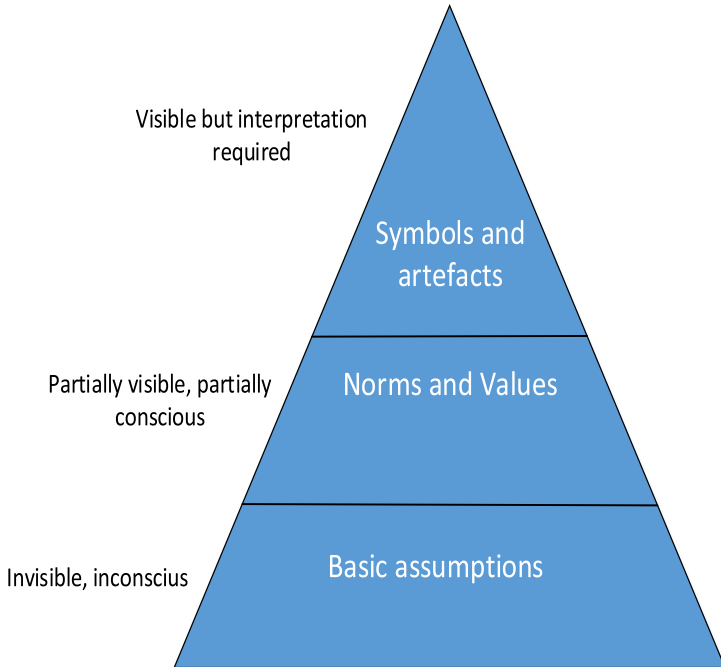 Visible but interpretation
required
Symbols and
artefacts
Partially visible, partially
conscious
Norms and Values
Invisible, inconscius
Basic assumptions